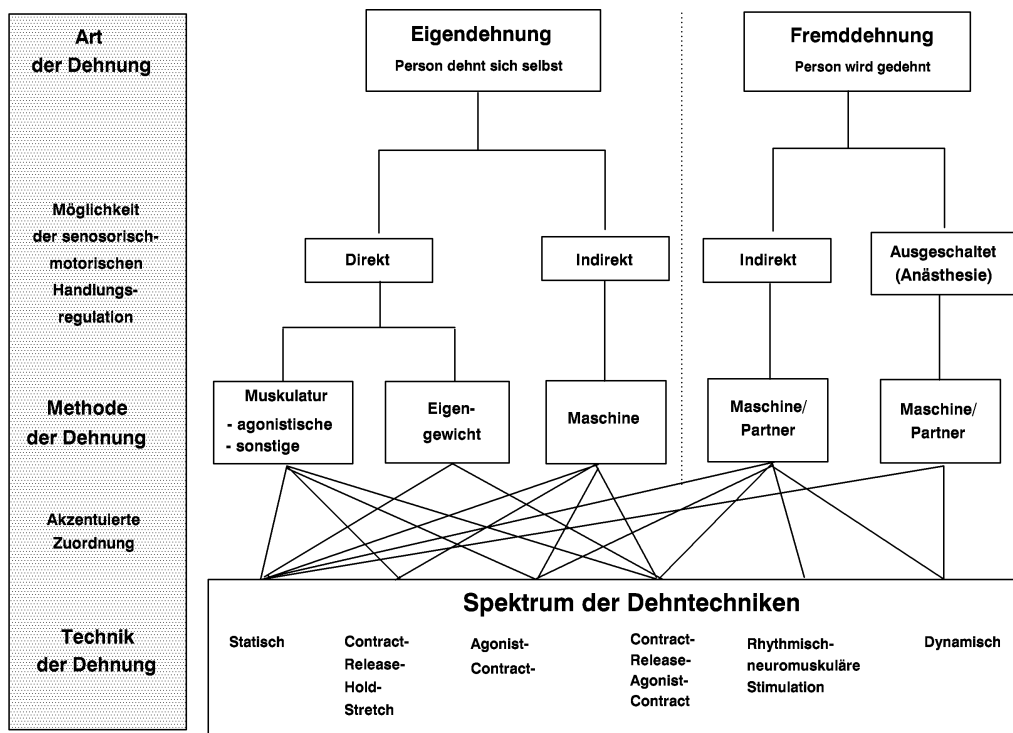 Art
der Dehnung
Eigendehnung
Person dehnt sich selbst
Fremddehnung
Person wird gedehnt
Möglichkeit
der senosorisch-
motorischen
Handlungs-
regulation
Direkt
Indirekt
Indirekt
Ausgeschaltet
(Anästhesie)
Methode
der Dehnung
Muskulatur
- agonistische
- sonstige
Eigen-
gewicht
Maschine
Maschine/
Partner
Maschine/
Partner
Akzentuierte
Zuordnung
Spektrum der Dehntechniken
Technik
der Dehnung
Statisch
Contract-
Release-
Hold-
Stretch
Agonist-
Contract-
Contract-
Release-
Agonist-
Contract
Rhythmisch-
neuromuskuläre
Stimulation
Dynamisch